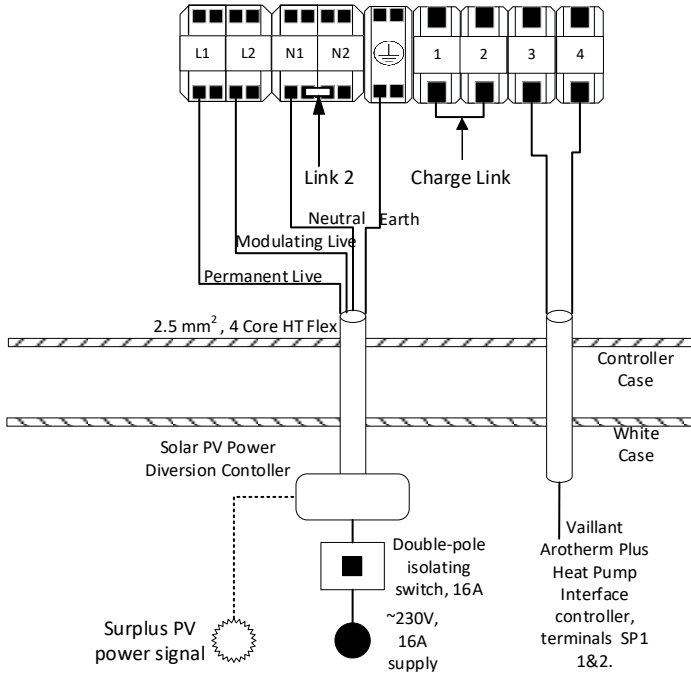 L1 L2 N1 N2 1 2 3 4
Link 2
Charge Link
Neutral Earth
Modulating Live
Permanent Live
2.5 mm², 4 Core HT Flex
Controller
Case
White
Case
Solar PV Power
Diversion Contoller
Double-pole
isolating
switch, 16A
~230V,
16A
supply
Surplus PV
power signal
Vaillant
Arotherm Plus
Heat Pump
Interface
controller,
terminals SP1
1&2.